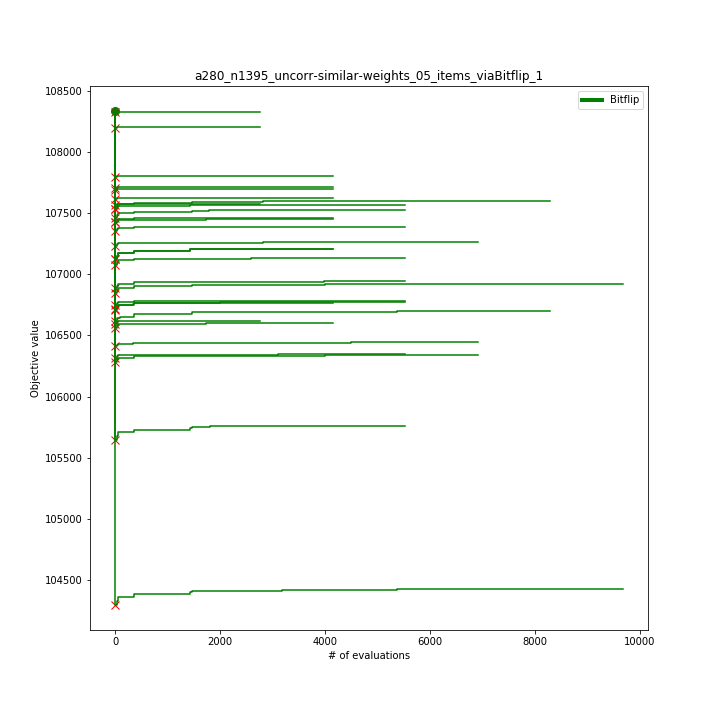 a280_n1395_uncorr-similar-weights_05_items_viaBitflip_1
Bitflip
108500
108000
107500
107000
106500
106000
105500
105000
104500
Objective value
0 2000 4000 6000 8000 10000
# of evaluations